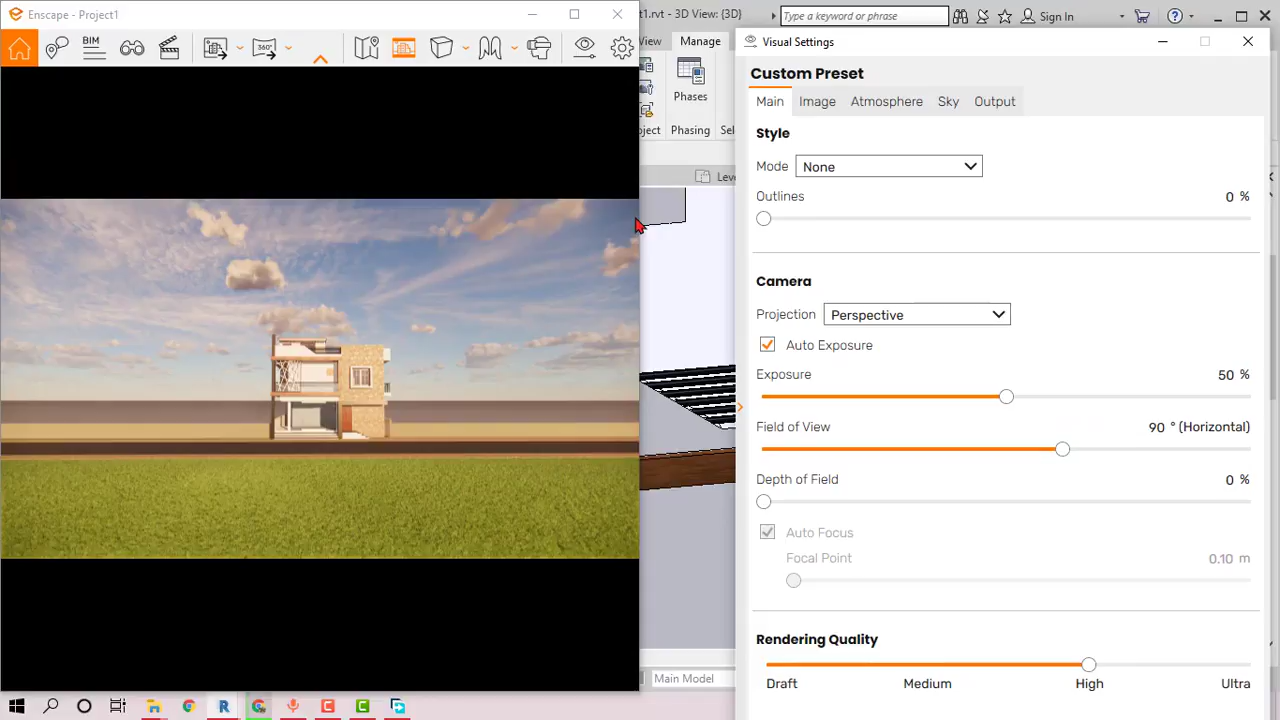 Enscape - Project1
BIM
360°
t1.rvt - 3D View: {3D}
Type a keyword or phrase
Sign In
View
Manage
Phases
ject
Phasing
Sel
Leve
Main Model
Visual Settings
Custom Preset
Main
Image
Atmosphere
Sky
Output
Style
Mode
None
Outlines
0 %
Camera
Projection
Perspective
Auto Exposure
Exposure
50 %
Field of View
90 ° (Horizontal)
Depth of Field
0 %
Auto Focus
Focal Point
0.10 m
Rendering Quality
Draft
Medium
High
Ultra